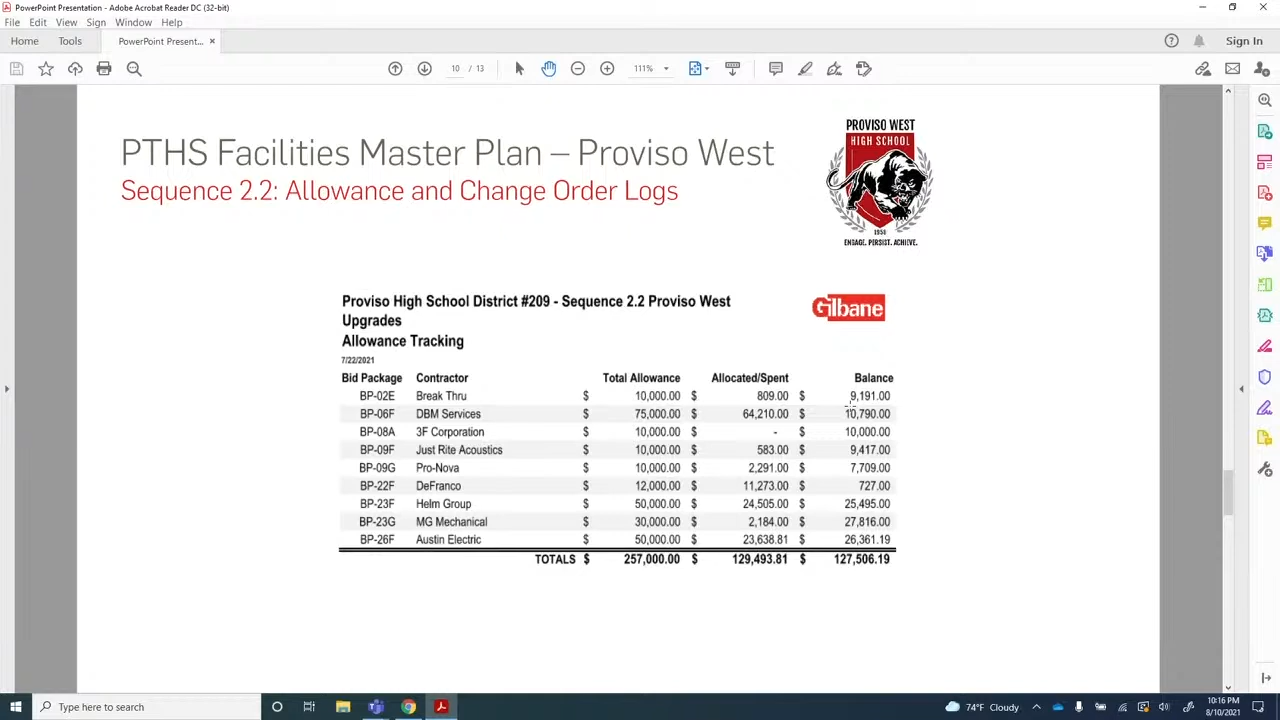 PowerPoint Presentation - Adobe Acrobat Reader DC (32-bit)
File Edit View Sign Window Help
Home Tools PowerPoint Present... × Sign In
10 / 13 111%
PTHS Facilities Master Plan – Proviso West
Sequence 2.2: Allowance and Change Order Logs
PROVISO WEST
HIGH SCHOOL
1958
ENGAGE. PERSIST. ACHIEVE.
Proviso High School District #209 - Sequence 2.2 Proviso West
Upgrades
Gilbane
Allowance Tracking
7/22/2021
Bid Package Contractor Total Allowance Allocated/Spent Balance
BP-02E Break Thru $ 10,000.00 $ 809.00 $ 9,191.00
BP-06F DBM Services $ 75,000.00 $ 64,210.00 $ 10,790.00
BP-08A 3F Corporation $ 10,000.00 $ - $ 10,000.00
BP-09F Just Rite Acoustics $ 10,000.00 $ 583.00 $ 9,417.00
BP-09G Pro-Nova $ 10,000.00 $ 2,291.00 $ 7,709.00
BP-22F DeFranco $ 12,000.00 $ 11,273.00 $ 727.00
BP-23F Helm Group $ 50,000.00 $ 24,505.00 $ 25,495.00
BP-23G MG Mechanical $ 30,000.00 $ 2,184.00 $ 27,816.00
BP-26F Austin Electric $ 50,000.00 $ 23,638.81 $ 26,361.19
TOTALS $ 257,000.00 $ 129,493.81 $ 127,506.19
Type here to search
74°F Cloudy
10:16 PM
8/10/2021